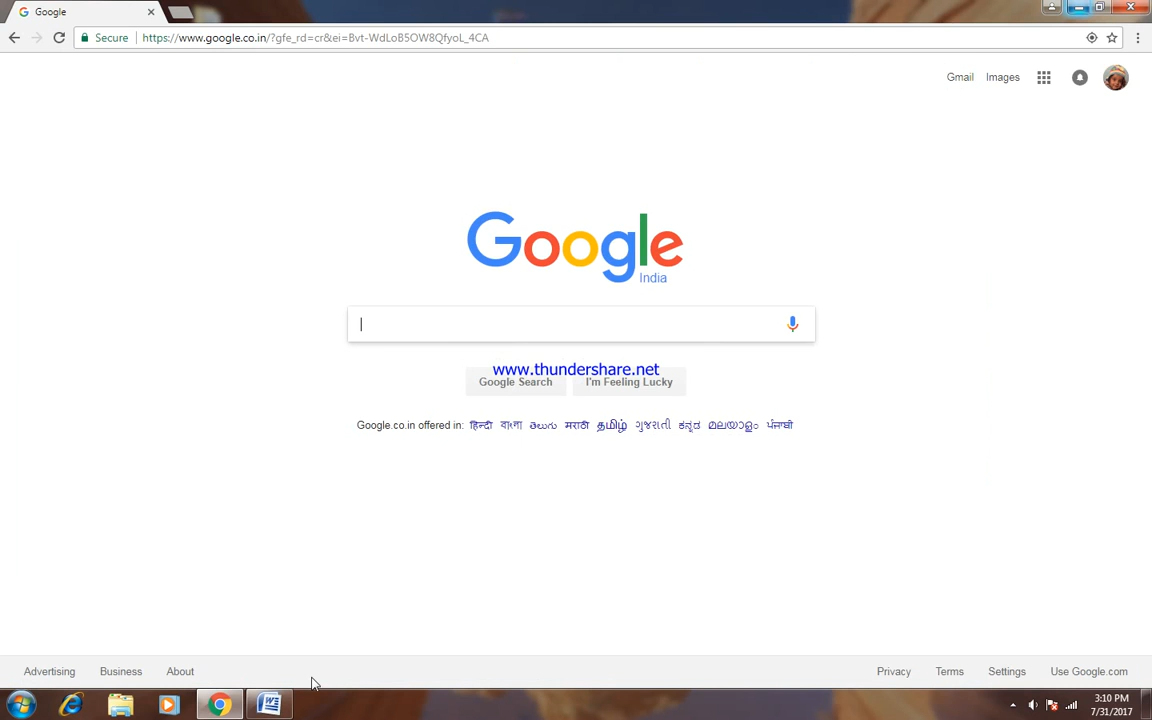 Google
Secure https://www.google.co.in/?gfe_rd=cr&ei=Bvt-WdLoB5OW8QfyoL_4CA
Gmail Images
Google
India
www.thundershare.net
Google Search I'm Feeling Lucky
Google.co.in offered in: हिन्दी বাংলা తెలుగు मराठी தமிழ் ગુજરાતી ಕನ್ನಡ മലയാളം ਪੰਜਾਬੀ
Advertising Business About Privacy Terms Settings Use Google.com
3:10 PM
7/31/2017